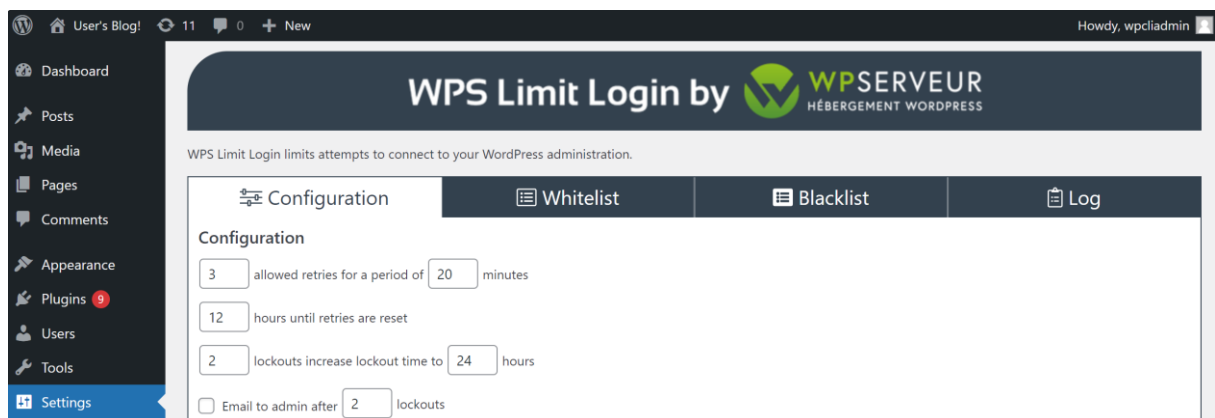 User's Blog! 11 0 + New Howdy, wpcliadmin
Dashboard
Posts
Media
Pages
Comments
Appearance
Plugins 9
Users
Tools
Settings
WPS Limit Login by WPSERVEUR
HÉBERGEMENT WORDPRESS
WPS Limit Login limits attempts to connect to your WordPress administration.
Configuration Whitelist Blacklist Log
Configuration
3 allowed retries for a period of 20 minutes
12 hours until retries are reset
2 lockouts increase lockout time to 24 hours
Email to admin after 2 lockouts